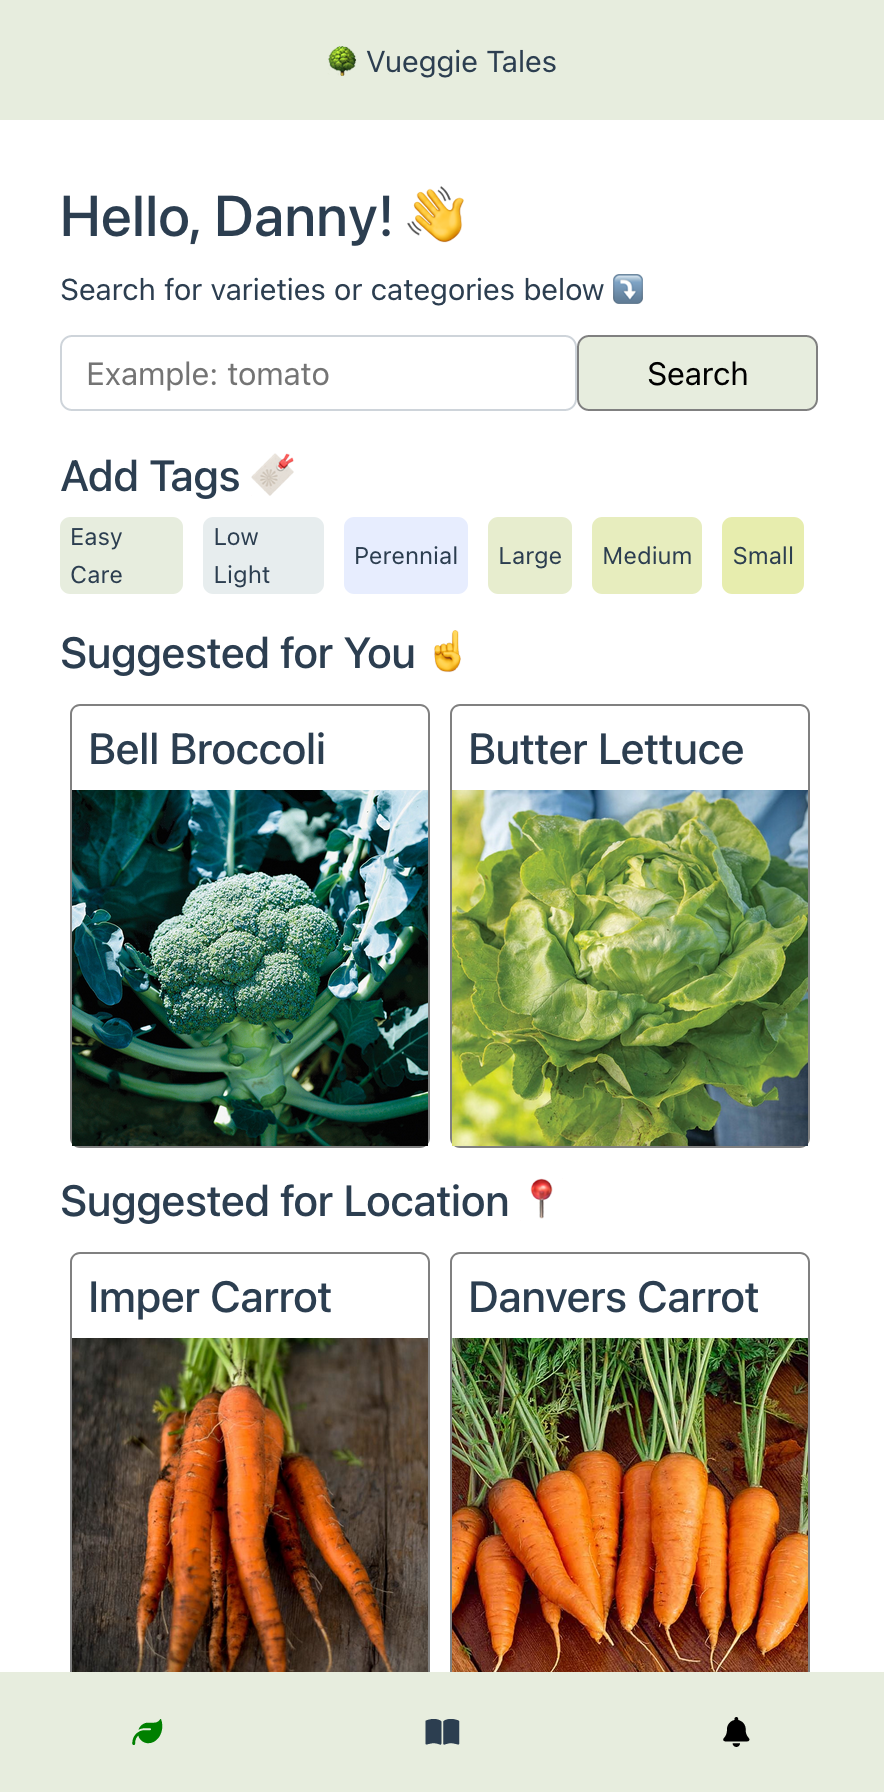 Vueggie Tales
Hello, Danny! 👋
Search for varieties or categories below ⤵️
Example: tomato
Search
Add Tags
Easy
Care
Low
Light
Perennial
Large
Medium
Small
Suggested for You ☝️
Bell Broccoli
Butter Lettuce
Suggested for Location 📍
Imper Carrot
Danvers Carrot